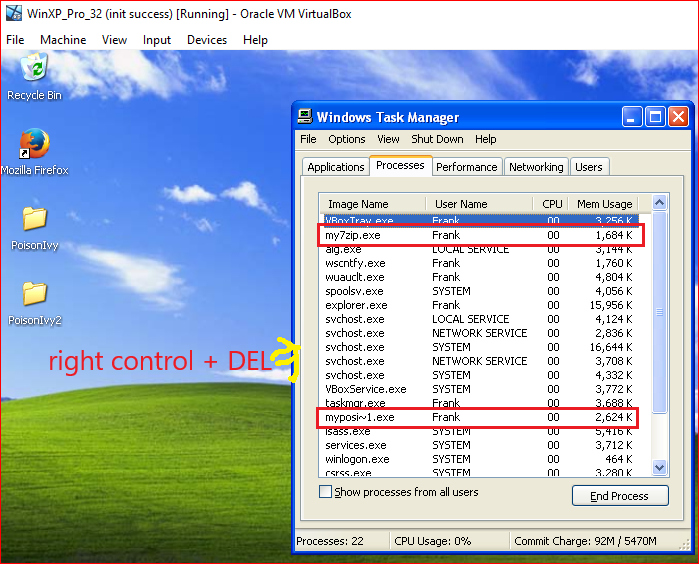 WinXP_Pro_32 (init success) [Running] - Oracle VM VirtualBox
File Machine View Input Devices Help
Recycle Bin
Mozilla Firefox
PoisonIvy
PoisonIvy2
right control + DEL
Windows Task Manager
File Options View Shut Down Help
Applications Processes Performance Networking Users
Image Name User Name CPU Mem Usage
VBoxTray.exe Frank 00 3,256 K
my7zip.exe Frank 00 1,684 K
alg.exe LOCAL SERVICE 00 3,144 K
wscntfy.exe Frank 00 1,760 K
wuauclt.exe Frank 00 4,804 K
spoolsv.exe SYSTEM 00 4,056 K
explorer.exe Frank 00 15,956 K
svchost.exe LOCAL SERVICE 00 4,124 K
svchost.exe NETWORK SERVICE 00 2,836 K
svchost.exe SYSTEM 00 16,644 K
svchost.exe NETWORK SERVICE 00 3,708 K
svchost.exe SYSTEM 00 4,332 K
VBoxService.exe SYSTEM 00 3,772 K
taskmgr.exe Frank 00 3,688 K
myposi~1.exe Frank 00 2,624 K
lsass.exe SYSTEM 00 5,416 K
services.exe SYSTEM 00 3,712 K
winlogon.exe SYSTEM 00 464 K
csrss.exe SYSTEM 00 3,280 K
Show processes from all users
End Process
Processes: 22 CPU Usage: 0% Commit Charge: 92M / 5470M